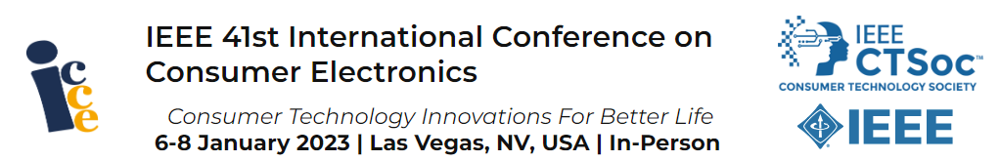 icce
IEEE 41st International Conference on
Consumer Electronics
Consumer Technology Innovations For Better Life
6-8 January 2023 | Las Vegas, NV, USA | In-Person
IEEE
CTSoc™
CONSUMER TECHNOLOGY SOCIETY
IEEE